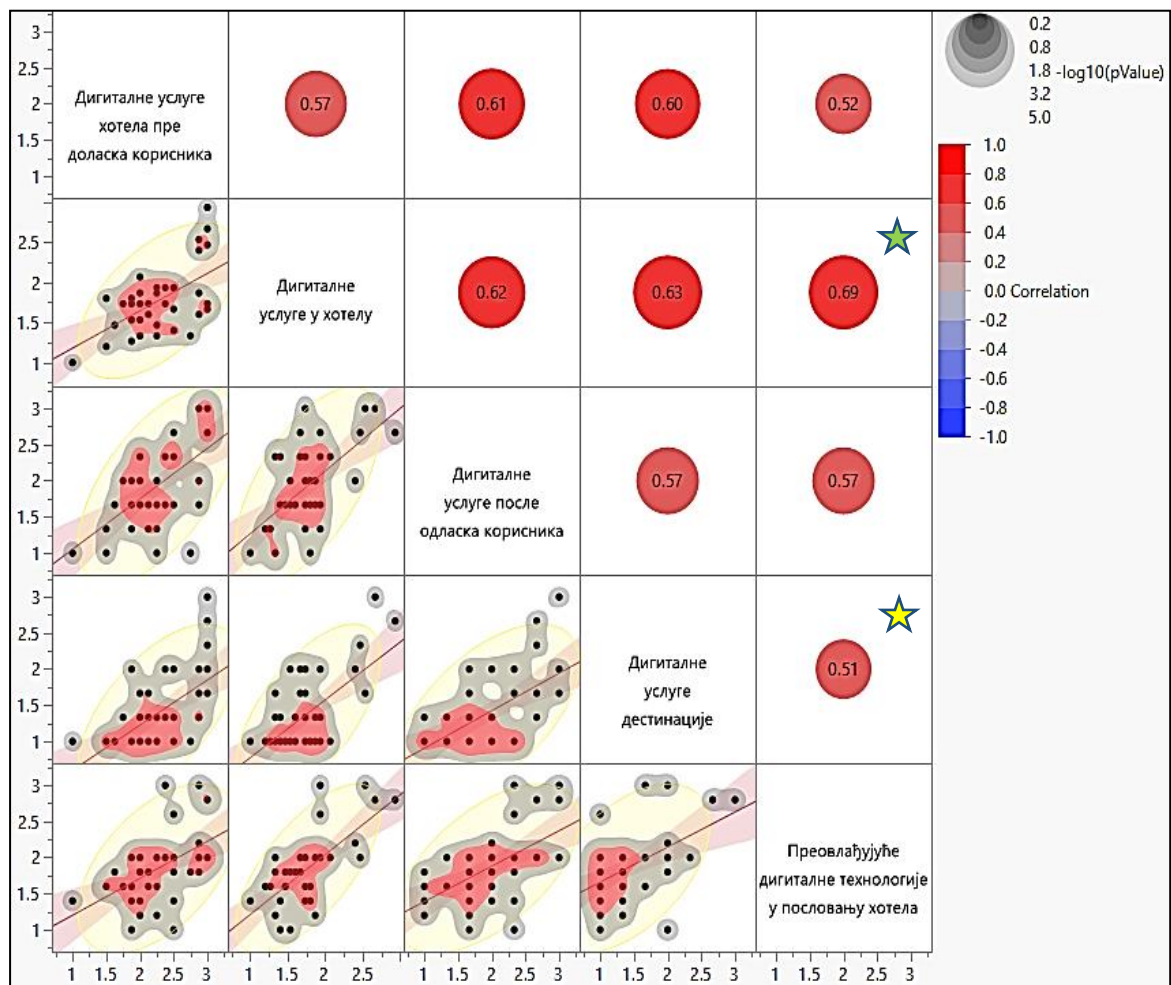 3
2.5
2
1.5
1
Дигиталне услуге
хотела пре
доласка корисника
0.57
0.61
0.60
0.52
0.2
0.8
1.8
3.2
5.0
-log10(pValue)
1.0
0.8
0.6
0.4
0.2
0.0
-0.2
-0.4
-0.6
-0.8
-1.0
Correlation
2.5
2
1.5
1
Дигиталне
услуге у хотелу
0.62
0.63
0.69
3
2.5
2
1.5
1
Дигиталне
услуге после
одласка корисника
0.57
0.57
3
2.5
2
1.5
1
Дигиталне
услуге
дестинације
0.51
3
2.5
2
1.5
1
Преовлађујуће
дигиталне технологије
у пословању хотела
1 1.5 2 2.5 3
1 1.5 2 2.5
1 1.5 2 2.5 3
1 1.5 2 2.5 3
1 1.5 2 2.5 3